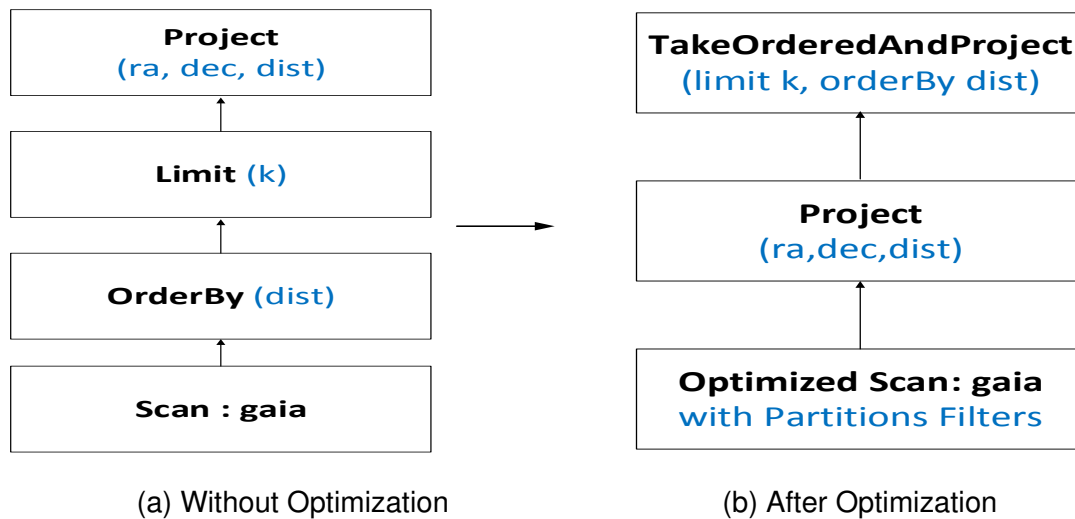 Project
(ra, dec, dist)
Limit (k)
OrderBy (dist)
Scan : gaia
(a) Without Optimization
TakeOrderedAndProject
(limit k, orderBy dist)
Project
(ra,dec,dist)
Optimized Scan: gaia
with Partitions Filters
(b) After Optimization